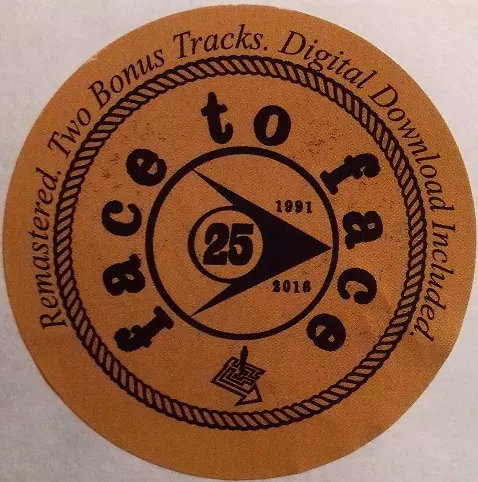 Remastered. Two Bonus Tracks. Digital Download Included.
face to face
1991
25
2016